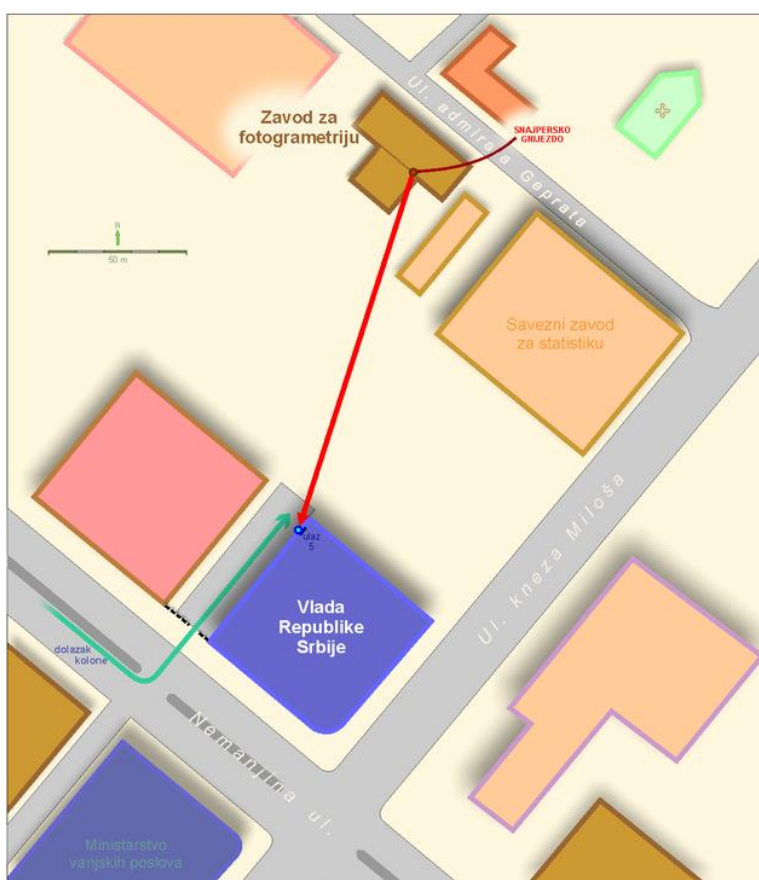 Ul. admirala Geprata
Zavod za
fotogrametriju
SNAJPERSKO
GNIJEZDO
N
50 m
Savezni zavod
za statistiku
Ul. kneza Miloša
ulaz
5
Vlada
Republike
Srbije
dolazak
kolone
Nemanjina ul.
Ministarstvo
vanjskih poslova